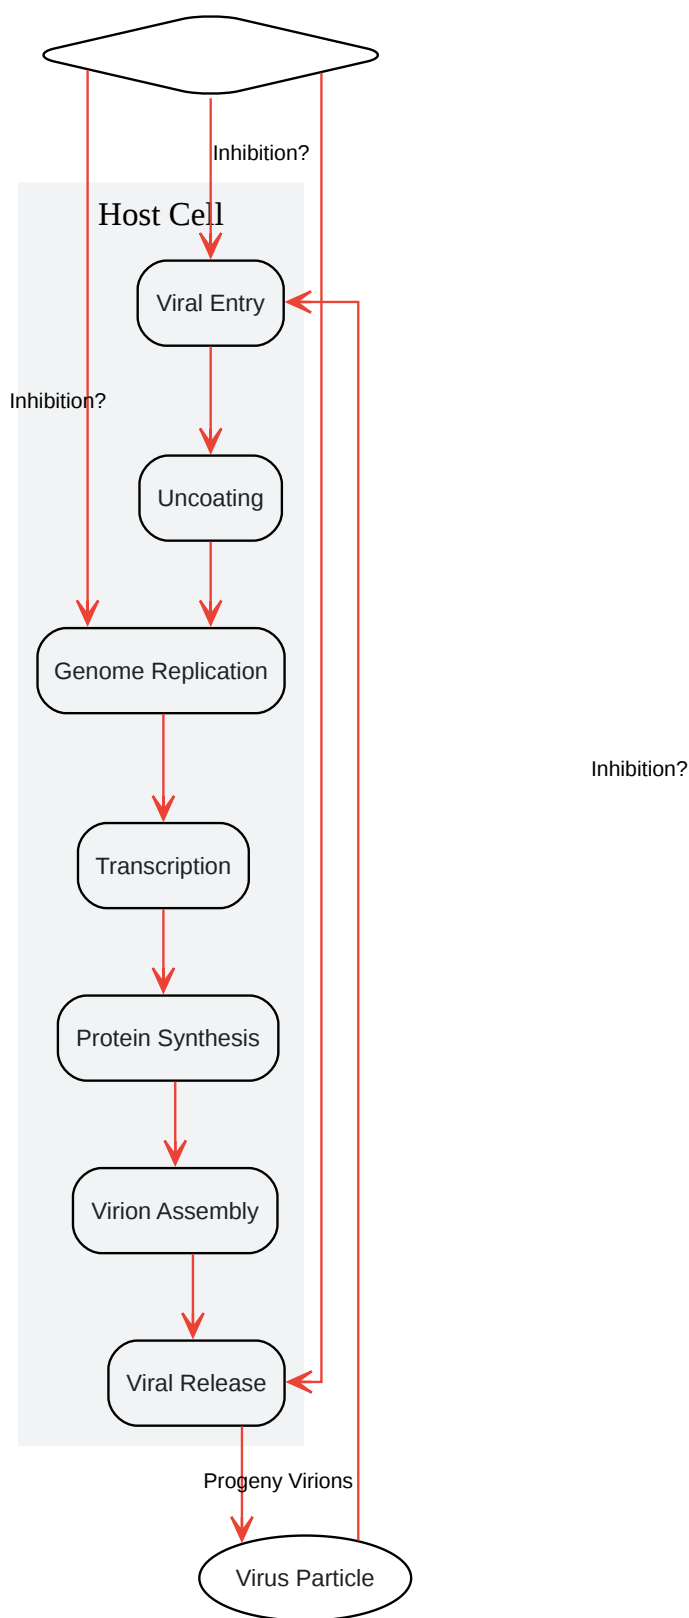 Inhibition?
Host Cell
Viral Entry
Inhibition?
Uncoating
Genome Replication
Inhibition?
Transcription
Protein Synthesis
Virion Assembly
Viral Release
Progeny Virions
Virus Particle